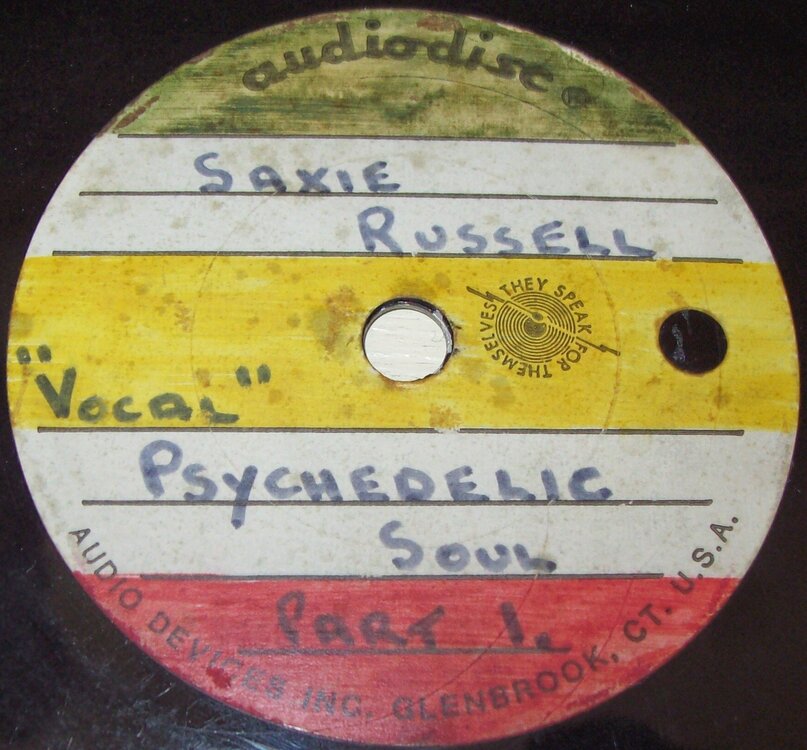 audiodisc ®
SAXIE
RUSSELL
THEY SPEAK FOR THEMSELVES
"VOCAL"
PSYCHEDELIC
SOUL
PART 1.
AUDIO DEVICES INC. GLENBROOK, CT. U.S.A.